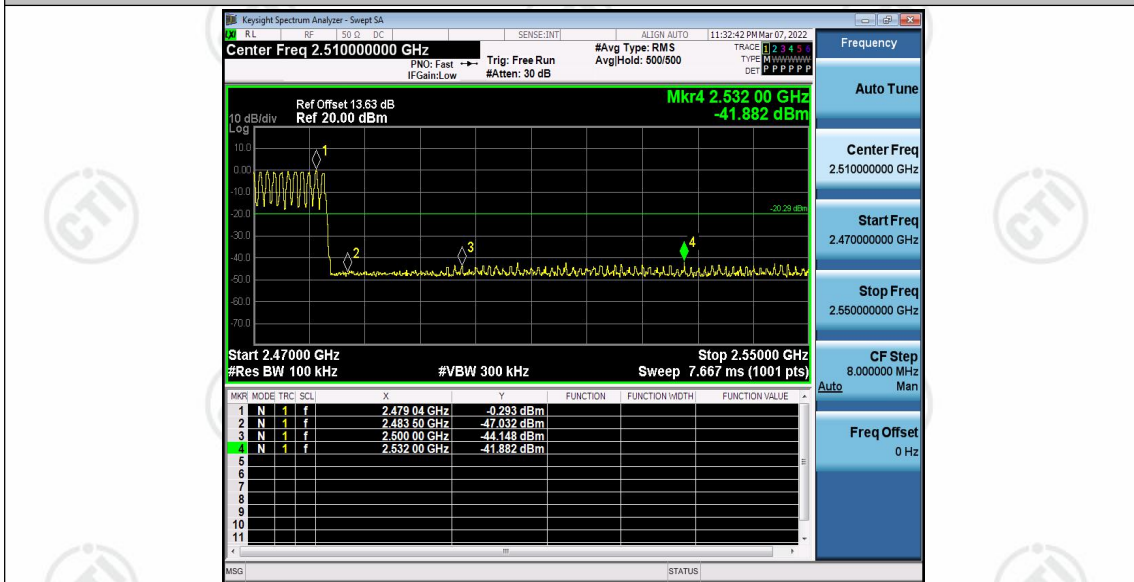 Keysight Spectrum Analyzer - Swept SA
LXI RL RF 50 Ω DC SENSE:INT ALIGN AUTO 11:32:42 PM Mar 07, 2022
Center Freq 2.510000000 GHz
PNO: Fast
IFGain:Low
Trig: Free Run
#Atten: 30 dB
#Avg Type: RMS
Avg|Hold: 500/500
TRACE 1 2 3 4 5 6
TYPE M WWWWW
DET P P P P P P
Frequency
Auto Tune
Center Freq
2.510000000 GHz
Start Freq
2.470000000 GHz
Stop Freq
2.550000000 GHz
CF Step
8.000000 MHz
Auto Man
Freq Offset
0 Hz
Mkr4 2.532 00 GHz
-41.882 dBm
Ref Offset 13.63 dB
10 dB/div Ref 20.00 dBm
Log
10.0
0.00
-10.0
-20.0
-30.0
-40.0
-50.0
-60.0
-70.0
1
2
3
4
-20.29 dBm
Start 2.47000 GHz Stop 2.55000 GHz
#Res BW 100 kHz #VBW 300 kHz Sweep 7.667 ms (1001 pts)
MKR MODE TRC SCL X Y FUNCTION FUNCTION WIDTH FUNCTION VALUE
1 N 1 f 2.479 04 GHz -0.293 dBm
2 N 1 f 2.483 50 GHz -47.032 dBm
3 N 1 f 2.500 00 GHz -44.148 dBm
4 N 1 f 2.532 00 GHz -41.882 dBm
5
6
7
8
9
10
11
MSG STATUS
CTI
CTI